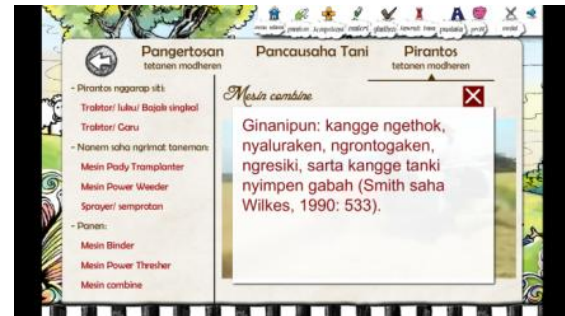 Pangertosan
tetanen modheren
Pancausaha Tani
Pirantos
tetanen modheren
- Pirantos nggarap siti:
Traktor/ luku/ Bajak singkal
Traktor/ Garu
- Nanem saha ngrimat taneman:
Mesin Pady Tramplanter
Mesin Power Weeder
Sprayer/ semprotan
- Panen:
Mesin Binder
Mesin Power Thresher
Mesin combine
Mesin combine
X
Ginanipun: kangge ngethok,
nyaluraken, ngrontogaken,
ngresiki, sarta kangge tanki
nyimpen gabah (Smith saha
Wilkes, 1990: 533).